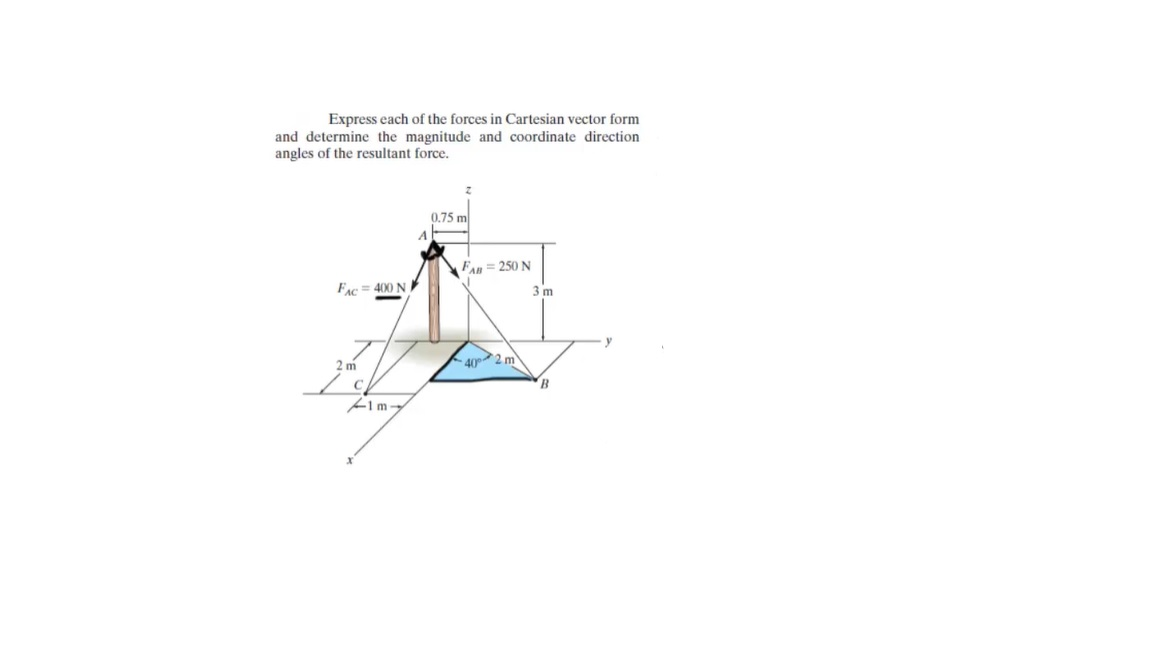 Express each of the forces in Cartesian vector form
and determine the magnitude and coordinate direction
angles of the resultant force.
z
0.75 m
A
F_AB = 250 N
F_AC = 400 N
3 m
y
2 m
40°
2 m
C
B
1 m
x